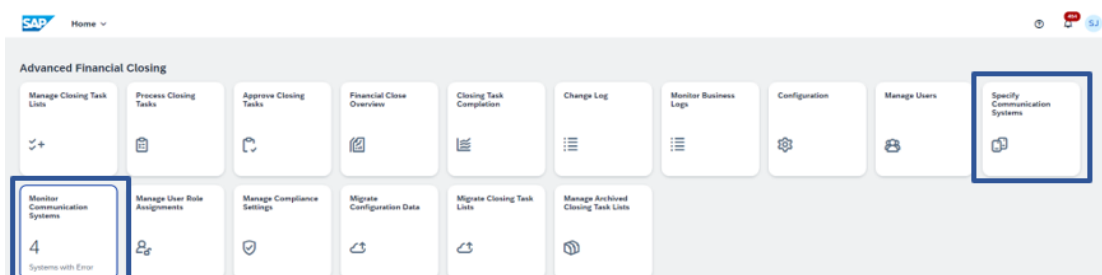 SAP Home
464 SJ
Advanced Financial Closing
Manage Closing Task
Lists
Process Closing
Tasks
Approve Closing
Tasks
Financial Close
Overview
Closing Task
Completion
Change Log
Monitor Business
Logs
Configuration
Manage Users
Specify
Communication
Systems
Monitor
Communication
Systems
4
Systems with Error
Manage User Role
Assignments
Manage Compliance
Settings
Migrate
Configuration Data
Migrate Closing Task
Lists
Manage Archived
Closing Task Lists